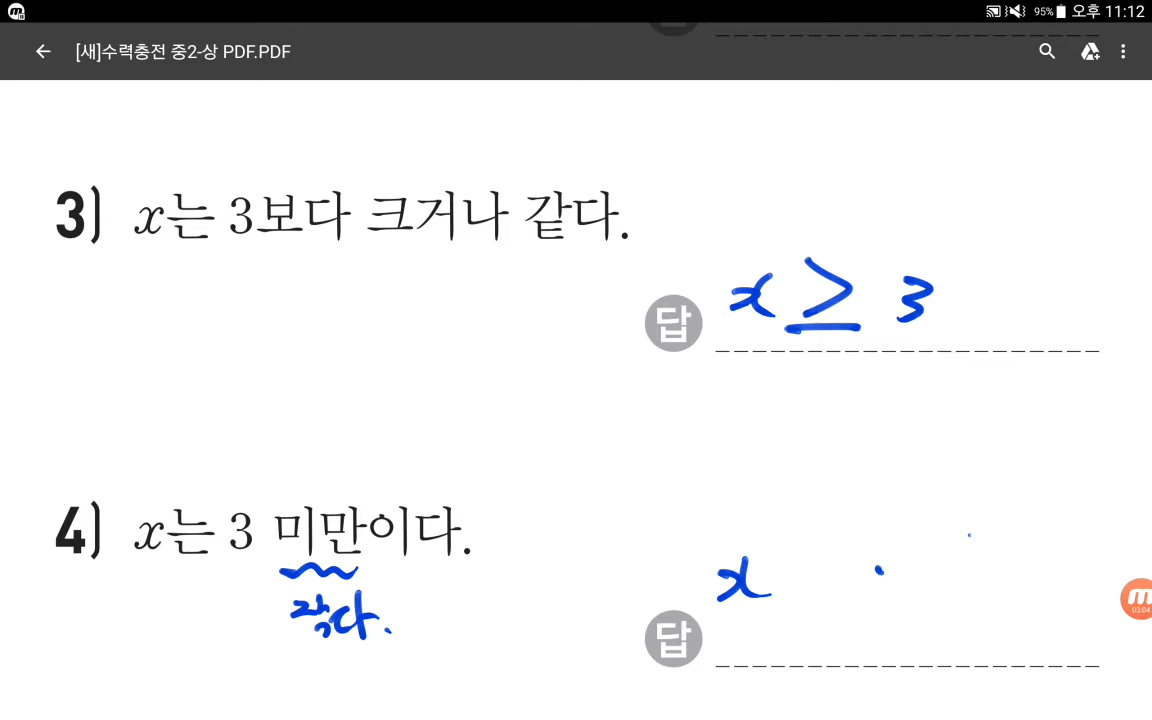 95% 오후 11:12
[새]수력충전 중2-상 PDF.PDF
3) x는 3보다 크거나 같다.
답 x ≥ 3
4) x는 3 미만이다.
작다.
x
답
03:04